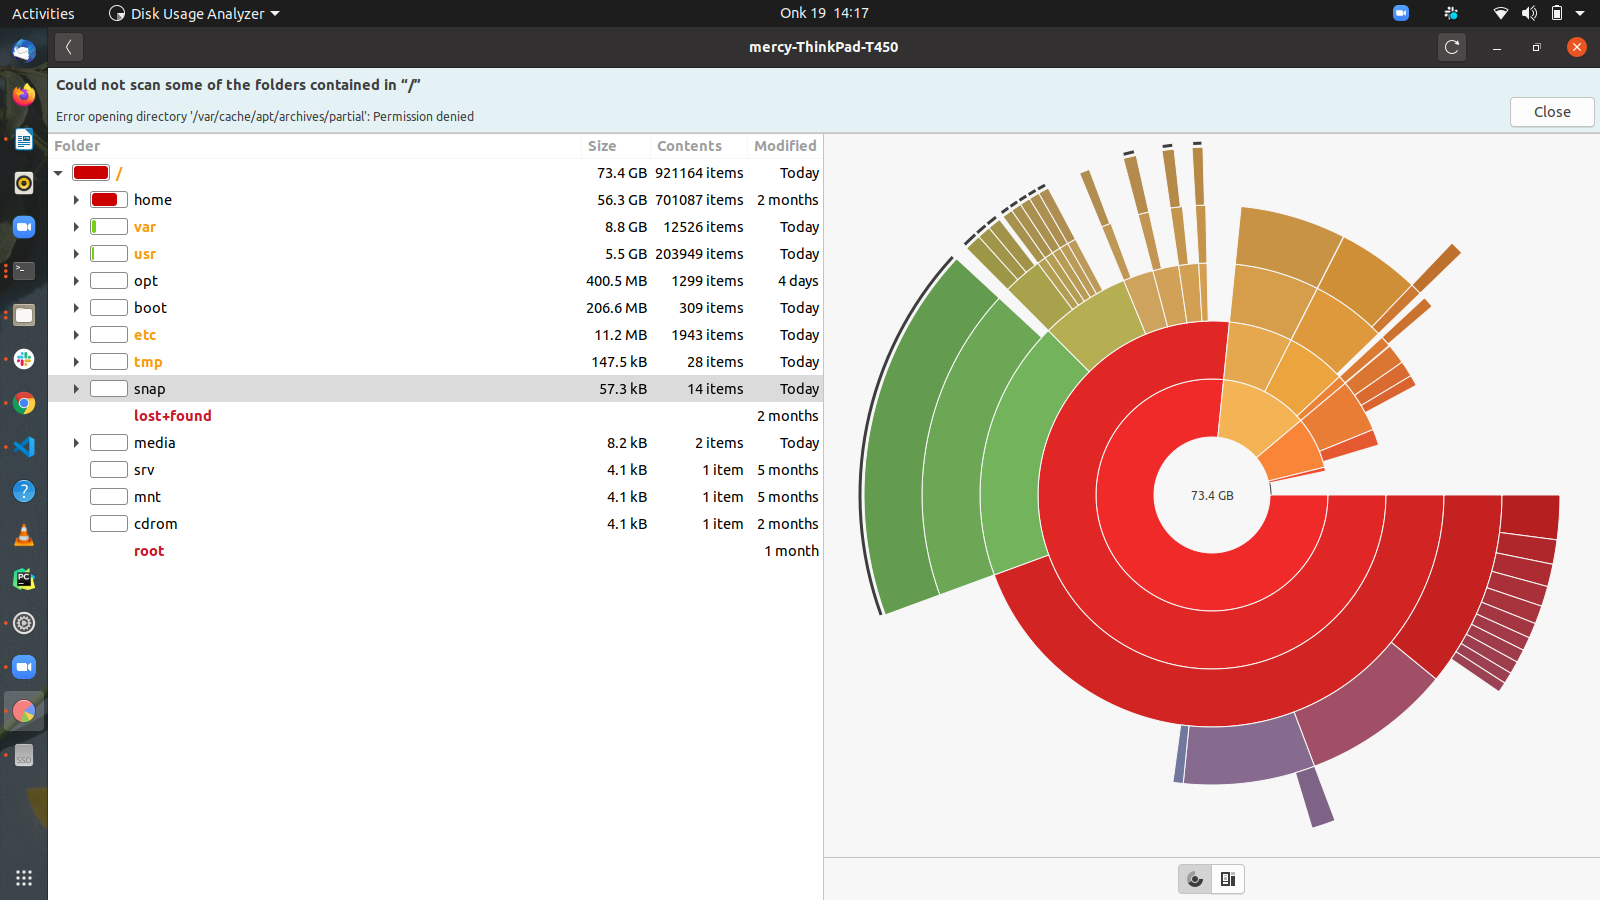 Activities Disk Usage Analyzer Onk 19 14:17
mercy-ThinkPad-T450
Could not scan some of the folders contained in “/”
Error opening directory '/var/cache/apt/archives/partial': Permission denied
Close
Folder Size Contents Modified
/ 73.4 GB 921164 items Today
home 56.3 GB 701087 items 2 months
var 8.8 GB 12526 items Today
usr 5.5 GB 203949 items Today
opt 400.5 MB 1299 items 4 days
boot 206.6 MB 309 items Today
etc 11.2 MB 1943 items Today
tmp 147.5 kB 28 items Today
snap 57.3 kB 14 items Today
lost+found 2 months
media 8.2 kB 2 items Today
srv 4.1 kB 1 item 5 months
mnt 4.1 kB 1 item 5 months
cdrom 4.1 kB 1 item 2 months
root 1 month
73.4 GB
PC
SSD